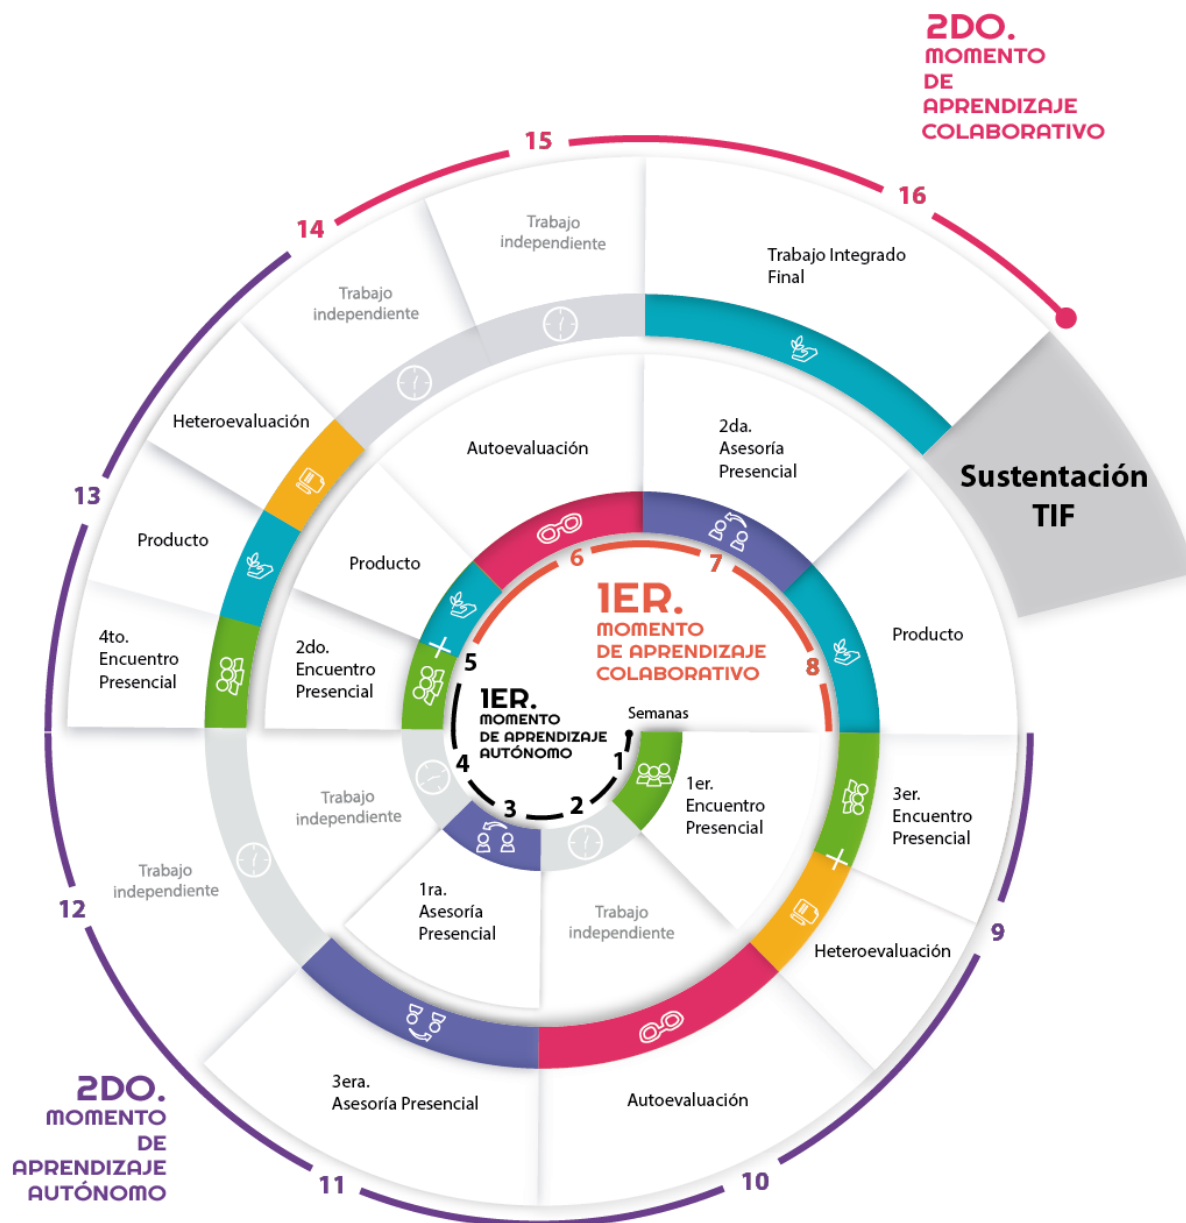 2DO.
MOMENTO
DE
APRENDIZAJE
COLABORATIVO
15
16
14
Trabajo
independiente
Trabajo Integrado
Final
Trabajo
independiente
Heteroevaluación
Autoevaluación
2da.
Asesoría
Presencial
Sustentación
TIF
13
Producto
Producto
6
7
1ER.
MOMENTO
DE APRENDIZAJE
COLABORATIVO
Producto
4to.
Encuentro
Presencial
2do.
Encuentro
Presencial
5
8
1ER.
MOMENTO
DE APRENDIZAJE
AUTÓNOMO
Semanas
4
1
3
2
1er.
Encuentro
Presencial
3er.
Encuentro
Presencial
Trabajo
independiente
Trabajo
independiente
12
1ra.
Asesoría
Presencial
Trabajo
independiente
9
Heteroevaluación
3era.
Asesoría Presencial
Autoevaluación
2DO.
MOMENTO
DE
APRENDIZAJE
AUTÓNOMO
11
10